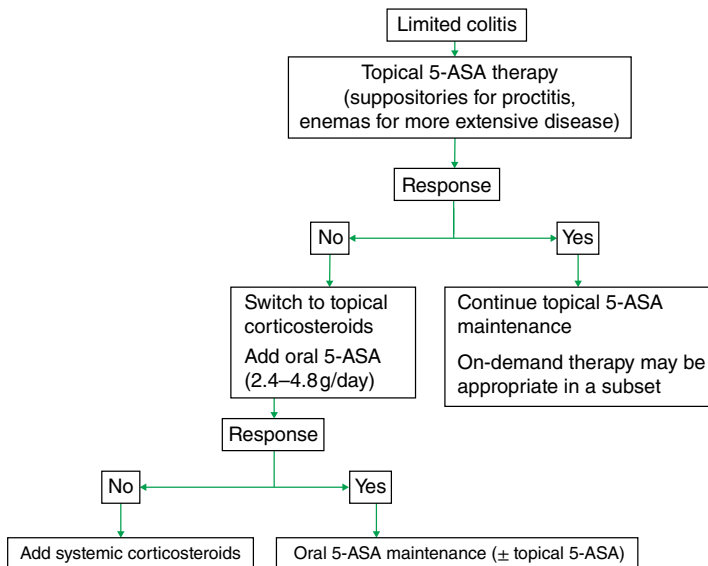 Limited colitis
Topical 5-ASA therapy
(suppositories for proctitis,
enemas for more extensive disease)
Response
No
Yes
Switch to topical
corticosteroids
Add oral 5-ASA
(2.4–4.8 g/day)
Continue topical 5-ASA
maintenance
On-demand therapy may be
appropriate in a subset
Response
No
Yes
Add systemic corticosteroids
Oral 5-ASA maintenance (± topical 5-ASA)